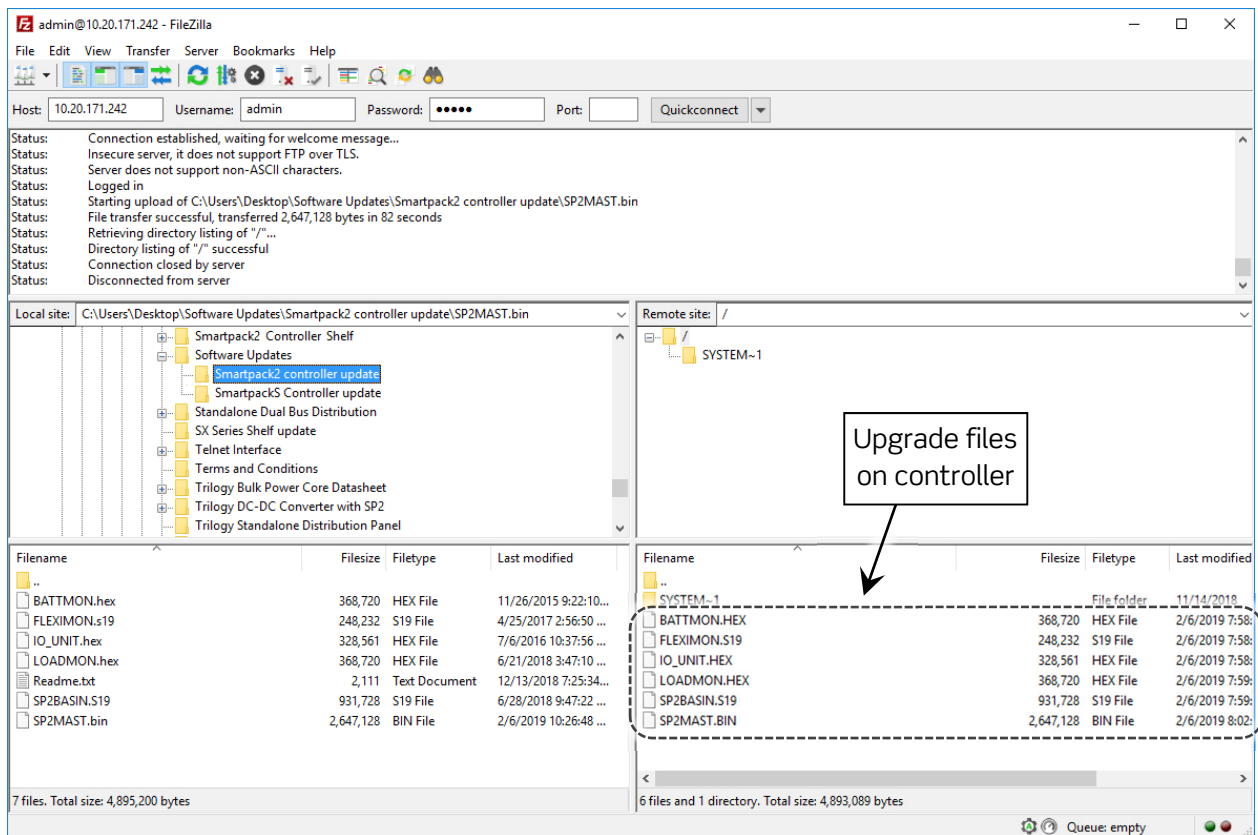 admin@10.20.171.242 - FileZilla
File Edit View Transfer Server Bookmarks Help
Host: 10.20.171.242 Username: admin Password: ●●●●● Port: Quickconnect
Status: Connection established, waiting for welcome message...
Status: Insecure server, it does not support FTP over TLS.
Status: Server does not support non-ASCII characters.
Status: Logged in
Status: Starting upload of C:\Users\Desktop\Software Updates\Smartpack2 controller update\SP2MAST.bin
Status: File transfer successful, transferred 2,647,128 bytes in 82 seconds
Status: Retrieving directory listing of "/"...
Status: Directory listing of "/" successful
Status: Connection closed by server
Status: Disconnected from server
Local site: C:\Users\Desktop\Software Updates\Smartpack2 controller update\SP2MAST.bin
Smartpack2 Controller Shelf
Software Updates
Smartpack2 controller update
SmartpackS Controller update
Standalone Dual Bus Distribution
SX Series Shelf update
Telnet Interface
Terms and Conditions
Trilogy Bulk Power Core Datasheet
Trilogy DC-DC Converter with SP2
Trilogy Standalone Distribution Panel
Remote site: /
/
SYSTEM~1
Upgrade files
on controller
Filename Filesize Filetype Last modified
..
BATTMON.hex 368,720 HEX File 11/26/2015 9:22:10...
FLEXIMON.s19 248,232 S19 File 4/25/2017 2:56:50 ...
IO_UNIT.hex 328,561 HEX File 7/6/2016 10:37:56 ...
LOADMON.hex 368,720 HEX File 6/21/2018 3:47:10 ...
Readme.txt 2,111 Text Document 12/13/2018 7:25:34...
SP2BASIN.S19 931,728 S19 File 6/28/2018 9:47:22 ...
SP2MAST.bin 2,647,128 BIN File 2/6/2019 10:26:48 ...
7 files. Total size: 4,895,200 bytes
Filename Filesize Filetype Last modified
..
SYSTEM~1 File folder 11/14/2018
BATTMON.HEX 368,720 HEX File 2/6/2019 7:58:
FLEXIMON.S19 248,232 S19 File 2/6/2019 7:58:
IO_UNIT.HEX 328,561 HEX File 2/6/2019 7:58:
LOADMON.HEX 368,720 HEX File 2/6/2019 7:59:
SP2BASIN.S19 931,728 S19 File 2/6/2019 7:59:
SP2MAST.BIN 2,647,128 BIN File 2/6/2019 8:02:
6 files and 1 directory. Total size: 4,893,089 bytes
Queue: empty